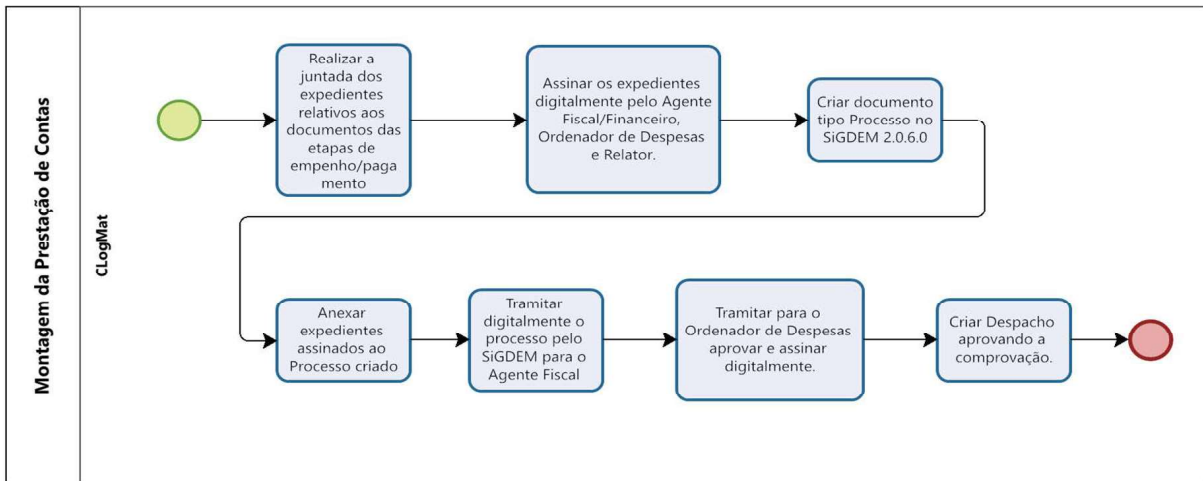 Montagem da Prestação de Contas
CLogMat
Realizar a
juntada dos
expedientes
relativos aos
documentos das
etapas de
empenho/paga
mento
Assinar os expedientes
digitalmente pelo Agente
Fiscal/Financeiro,
Ordenador de Despesas
e Relator.
Criar documento
tipo Processo no
SiGDEM 2.0.6.0
Anexar
expedientes
assinados ao
Processo criado
Tramitar
digitalmente o
processo pelo
SiGDEM para o
Agente Fiscal
Tramitar para o
Ordenador de Despesas
aprovar e assinar
digitalmente.
Criar Despacho
aprovando a
comprovação.